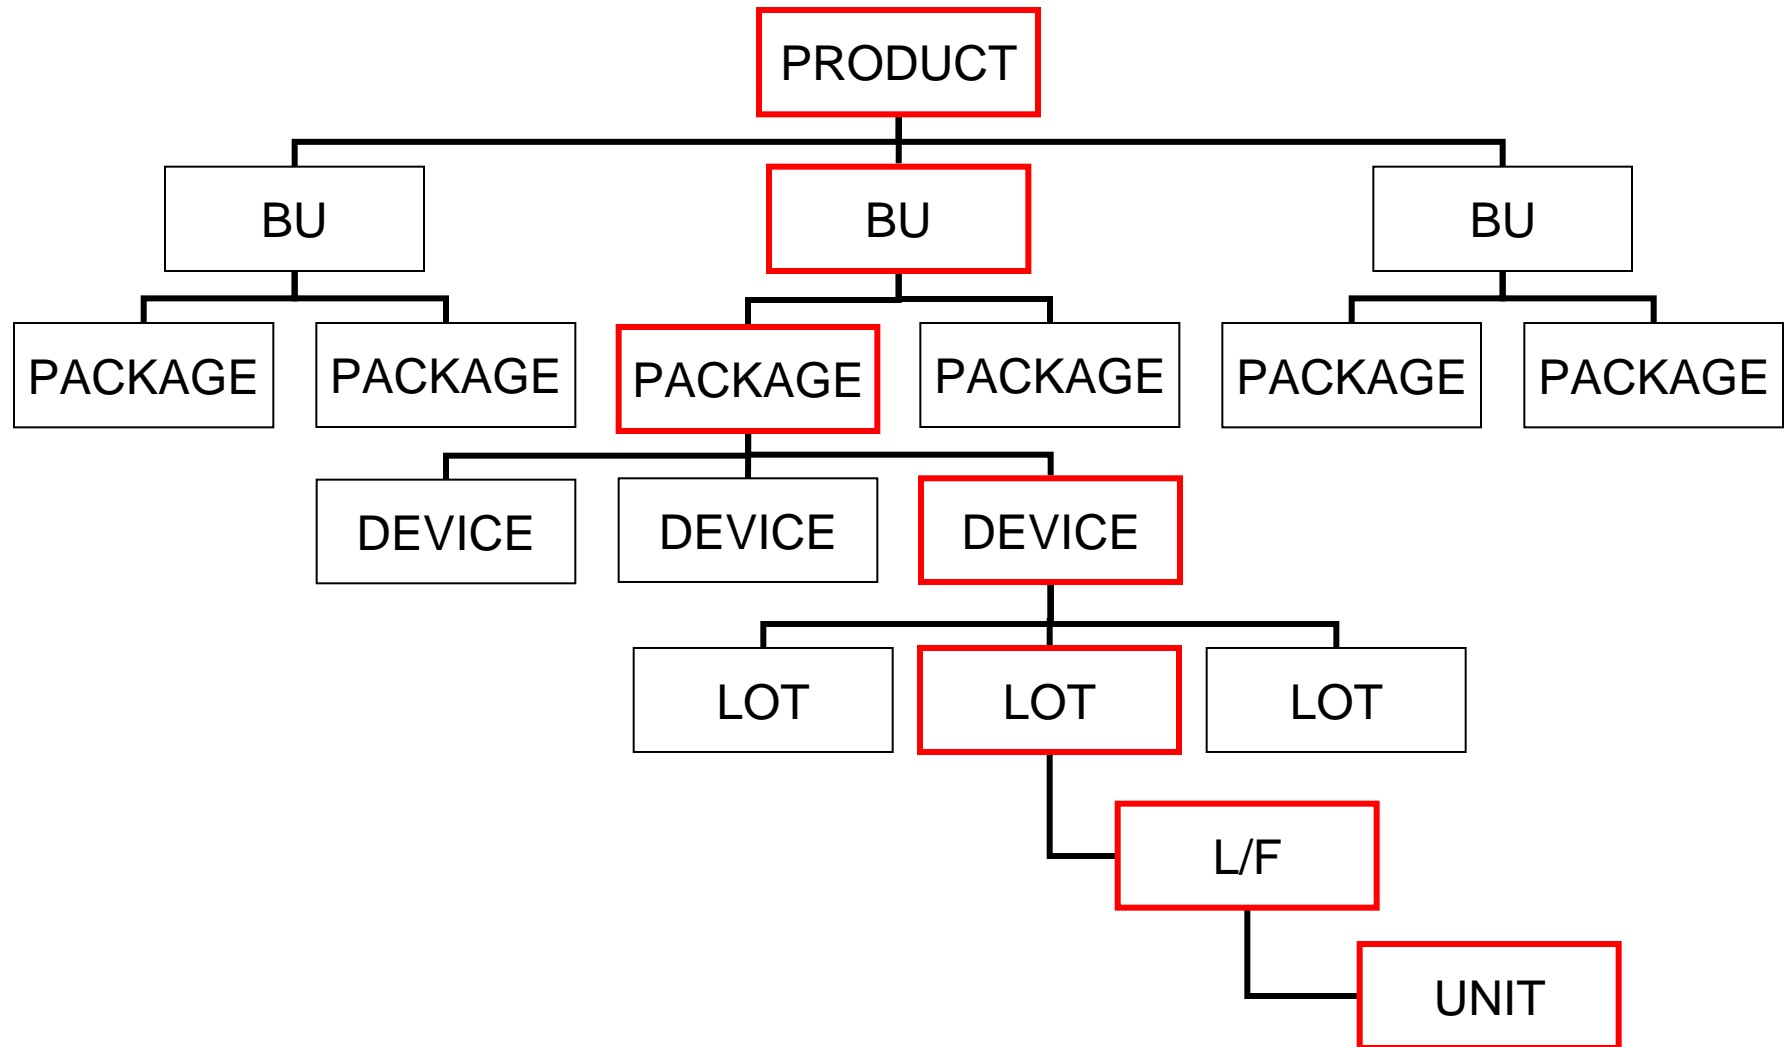 PRODUCT
BU
BU
BU
PACKAGE
PACKAGE
PACKAGE
PACKAGE
PACKAGE
PACKAGE
DEVICE
DEVICE
DEVICE
LOT
LOT
LOT
L/F
UNIT